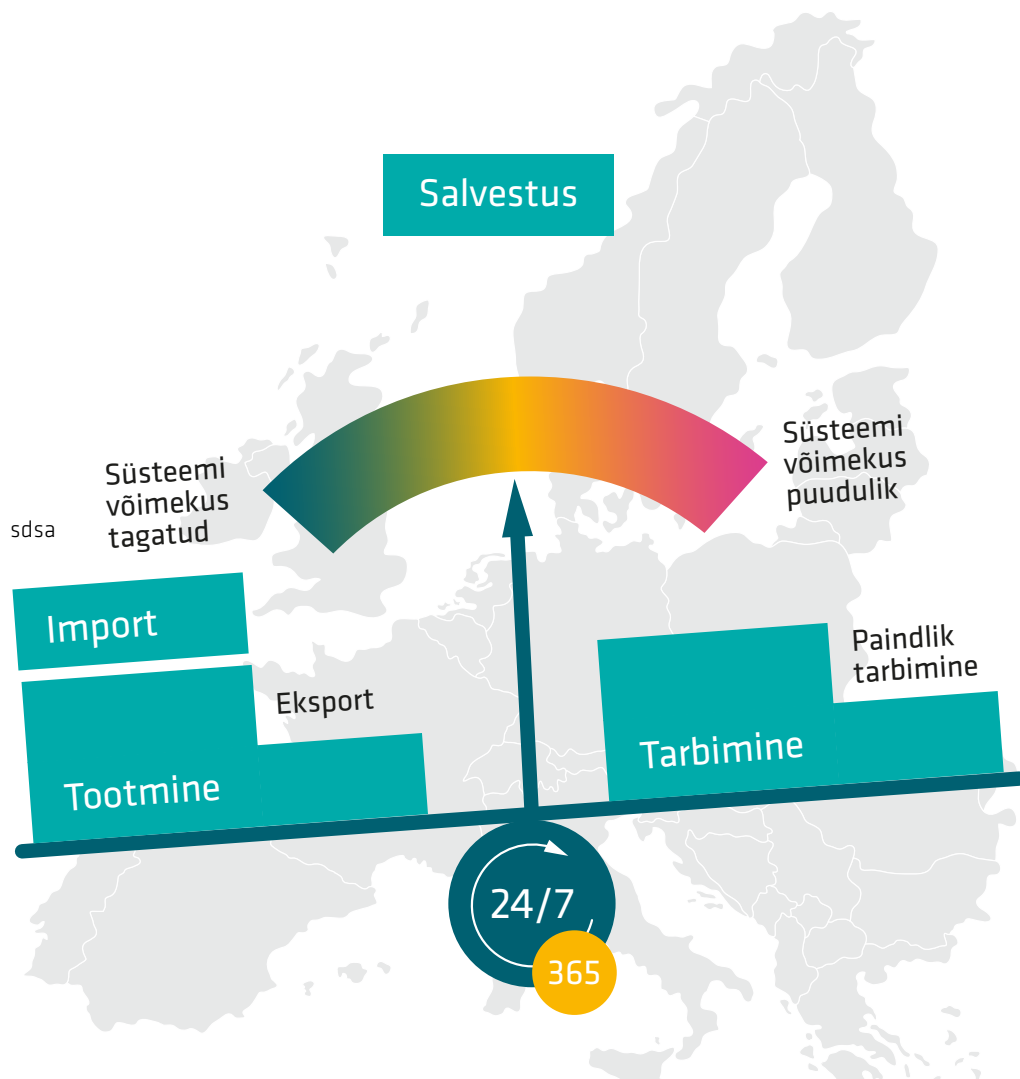 Salvestus
Süsteemi
võimekus
tagatud
Süsteemi
võimekus
puudulik
sdsa
Import
Eksport
Tootmine
Paindlik
tarbimine
Tarbimine
24/7
365